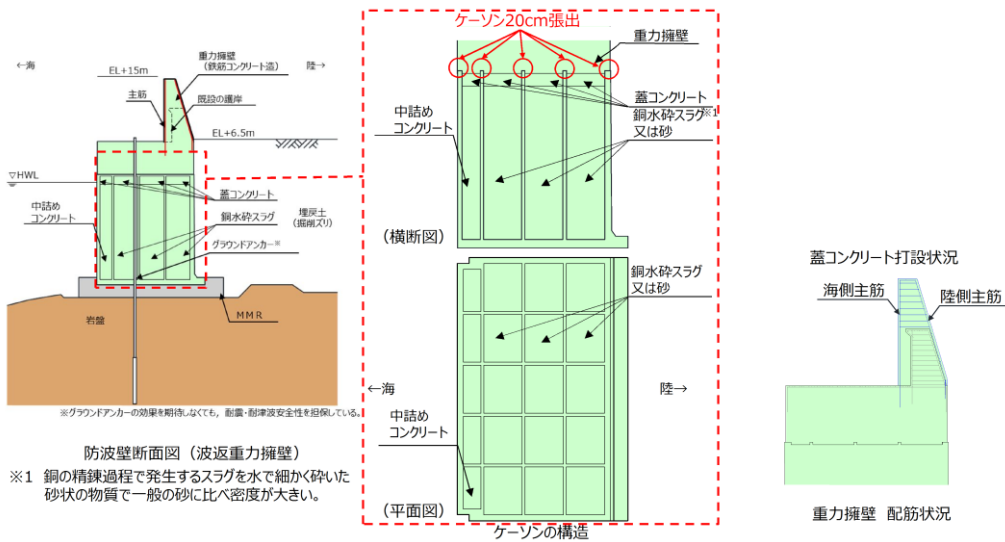 ←海
陸→
EL+15m
重力擁壁
(鉄筋コンクリート造)
主筋
既設の護岸
EL+6.5m
▽HWL
蓋コンクリート
中詰め
コンクリート
銅水砕スラグ
埋戻土
(掘削ズリ)
グラウンドアンカー※
MMR
岩盤
※グラウンドアンカーの効果を期待しなくても，耐震・耐津波安全性を担保している。
防波壁断面図（波返重力擁壁）
※1 銅の精錬過程で発生するスラグを水で細かく砕いた
砂状の物質で一般の砂に比べ密度が大きい。
ケーソン20cm張出
重力擁壁
蓋コンクリート
中詰め
コンクリート
銅水砕スラグ※1
又は砂
(横断図)
銅水砕スラグ
又は砂
←海
陸→
中詰め
コンクリート
(平面図)
ケーソンの構造
蓋コンクリート打設状況
海側主筋
陸側主筋
重力擁壁 配筋状況